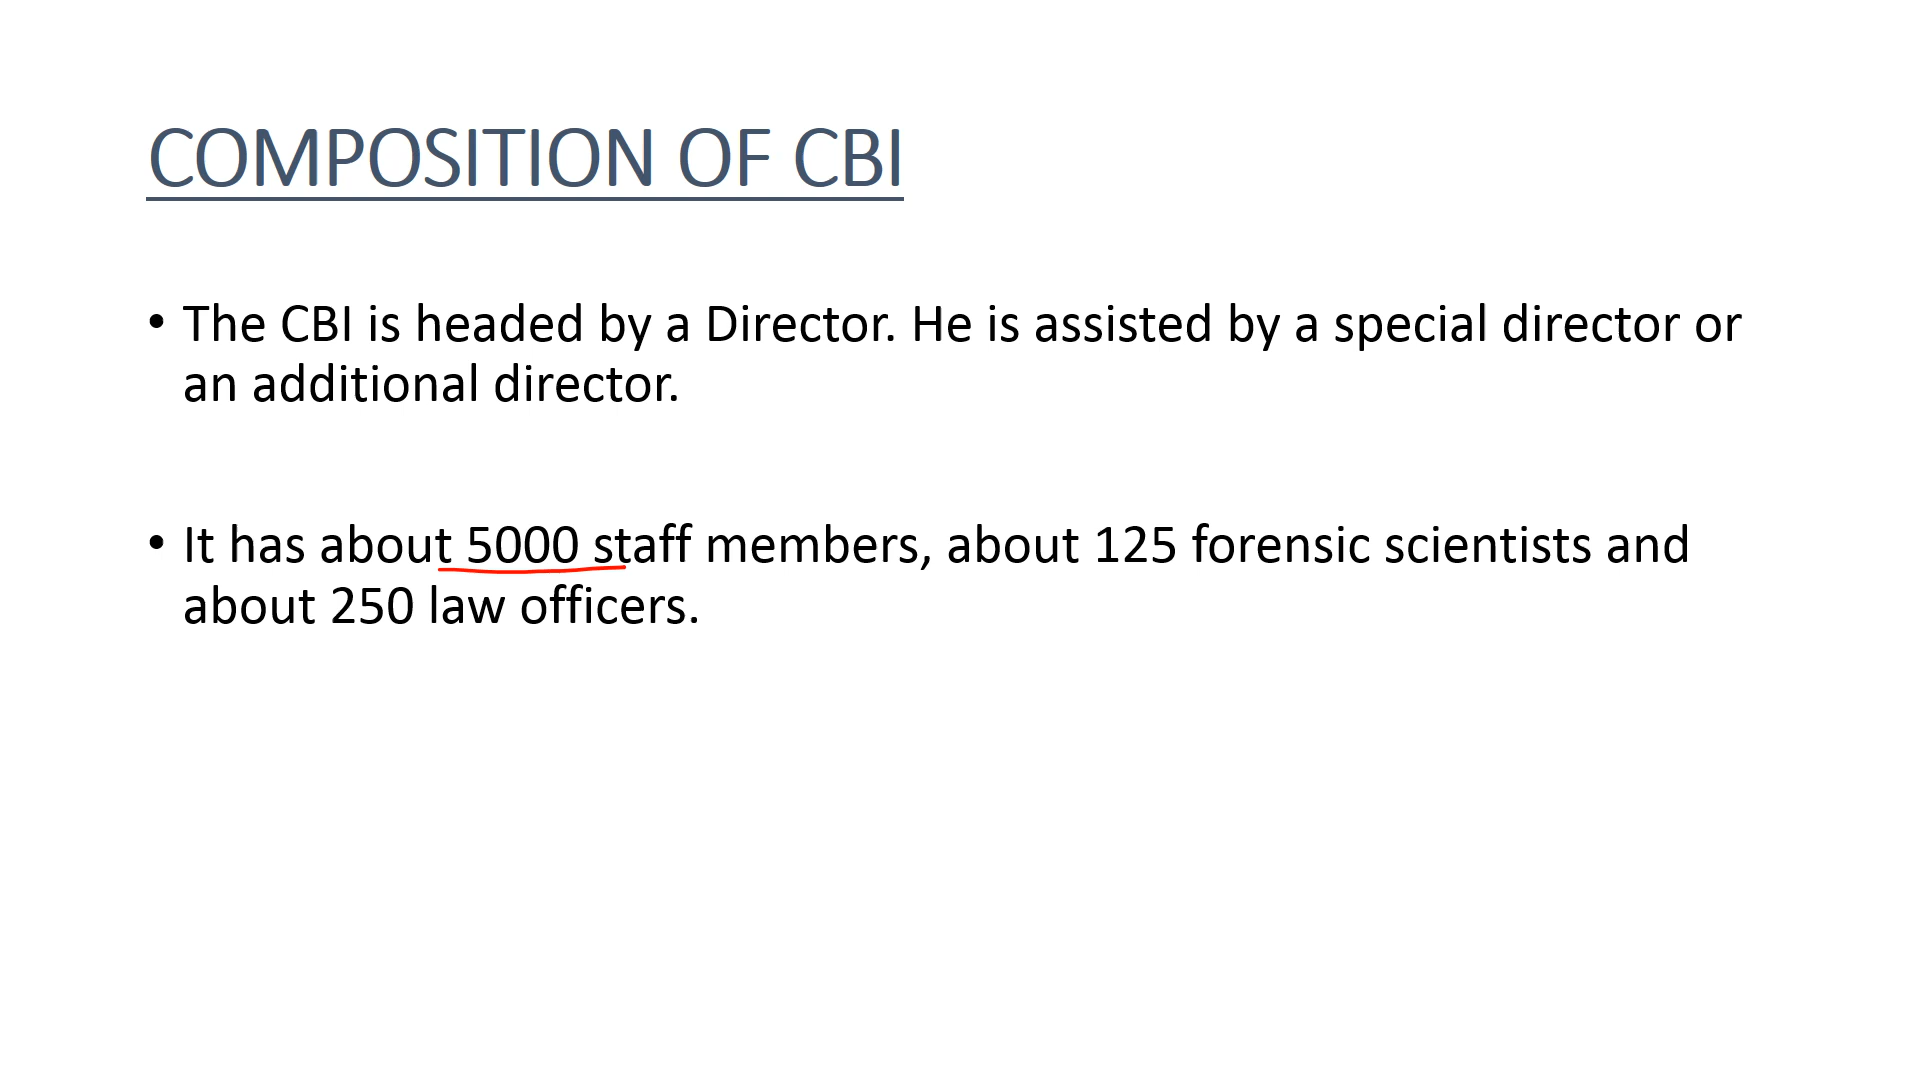 COMPOSITION OF CBI
• The CBI is headed by a Director. He is assisted by a special director or
an additional director.
• It has about 5000 staff members, about 125 forensic scientists and
about 250 law officers.